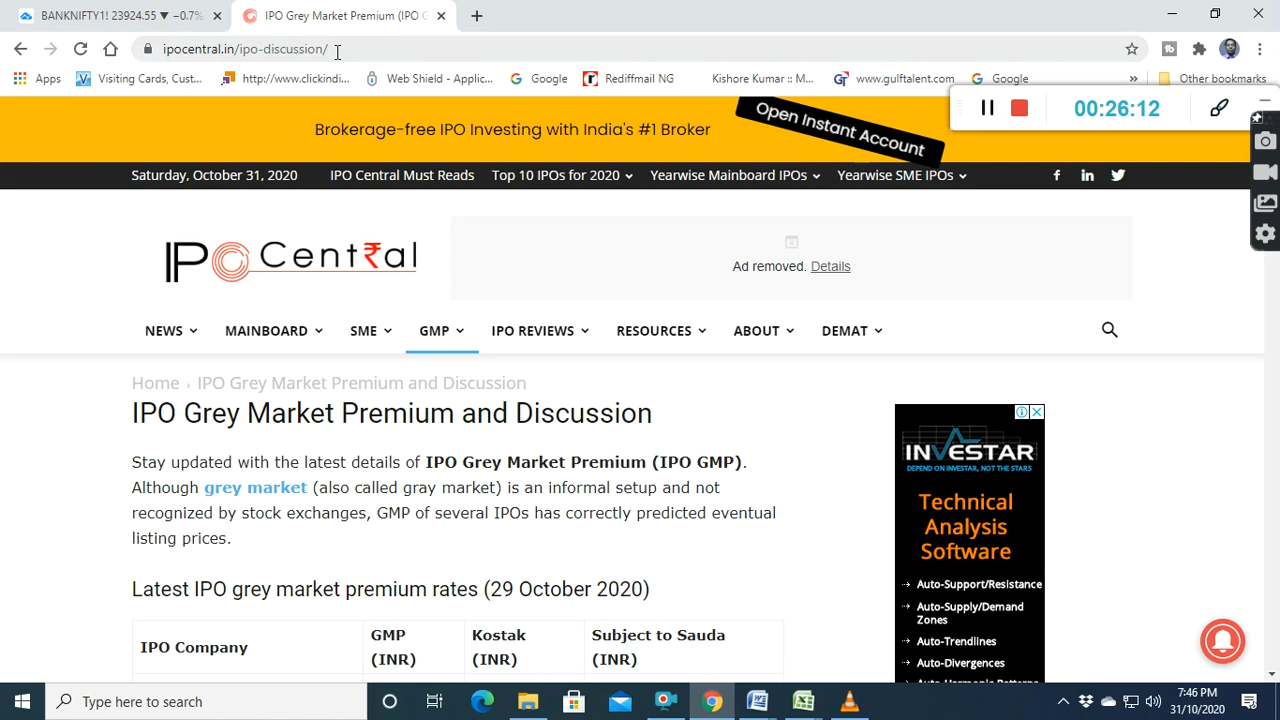 BANKNIFTY1! 23924.55 ▼ −0.7%
IPO Grey Market Premium (IPO G
ipocentral.in/ipo-discussion/
Apps
Visiting Cards, Cust...
http://www.clickindi...
Web Shield - Applic...
Google
Rediffmail NG
Kishore Kumar :: M...
www.gulftalent.com
Google
»
Other bookmarks
00:26:12
Brokerage-free IPO Investing with India's #1 Broker
Open Instant Account
Saturday, October 31, 2020
IPO Central Must Reads
Top 10 IPOs for 2020
Yearwise Mainboard IPOs
Yearwise SME IPOs
IPO Central
Ad removed. Details
NEWS
MAINBOARD
SME
GMP
IPO REVIEWS
RESOURCES
ABOUT
DEMAT
Home › IPO Grey Market Premium and Discussion
IPO Grey Market Premium and Discussion
Stay updated with the latest details of IPO Grey Market Premium (IPO GMP).
Although grey market (also called gray market) is an informal setup and not
recognized by stock exchanges, GMP of several IPOs has correctly predicted eventual
listing prices.
Latest IPO grey market premium rates (29 October 2020)
IPO Company
GMP
(INR)
Kostak
(INR)
Subject to Sauda
(INR)
INVESTAR
DEPEND ON INVESTAR, NOT THE STARS
Technical
Analysis
Software
Auto-Support/Resistance
Auto-Supply/Demand
Zones
Auto-Trendlines
Auto-Divergences
Auto-Harmonic Patterns
Type here to search
7:46 PM
31/10/2020